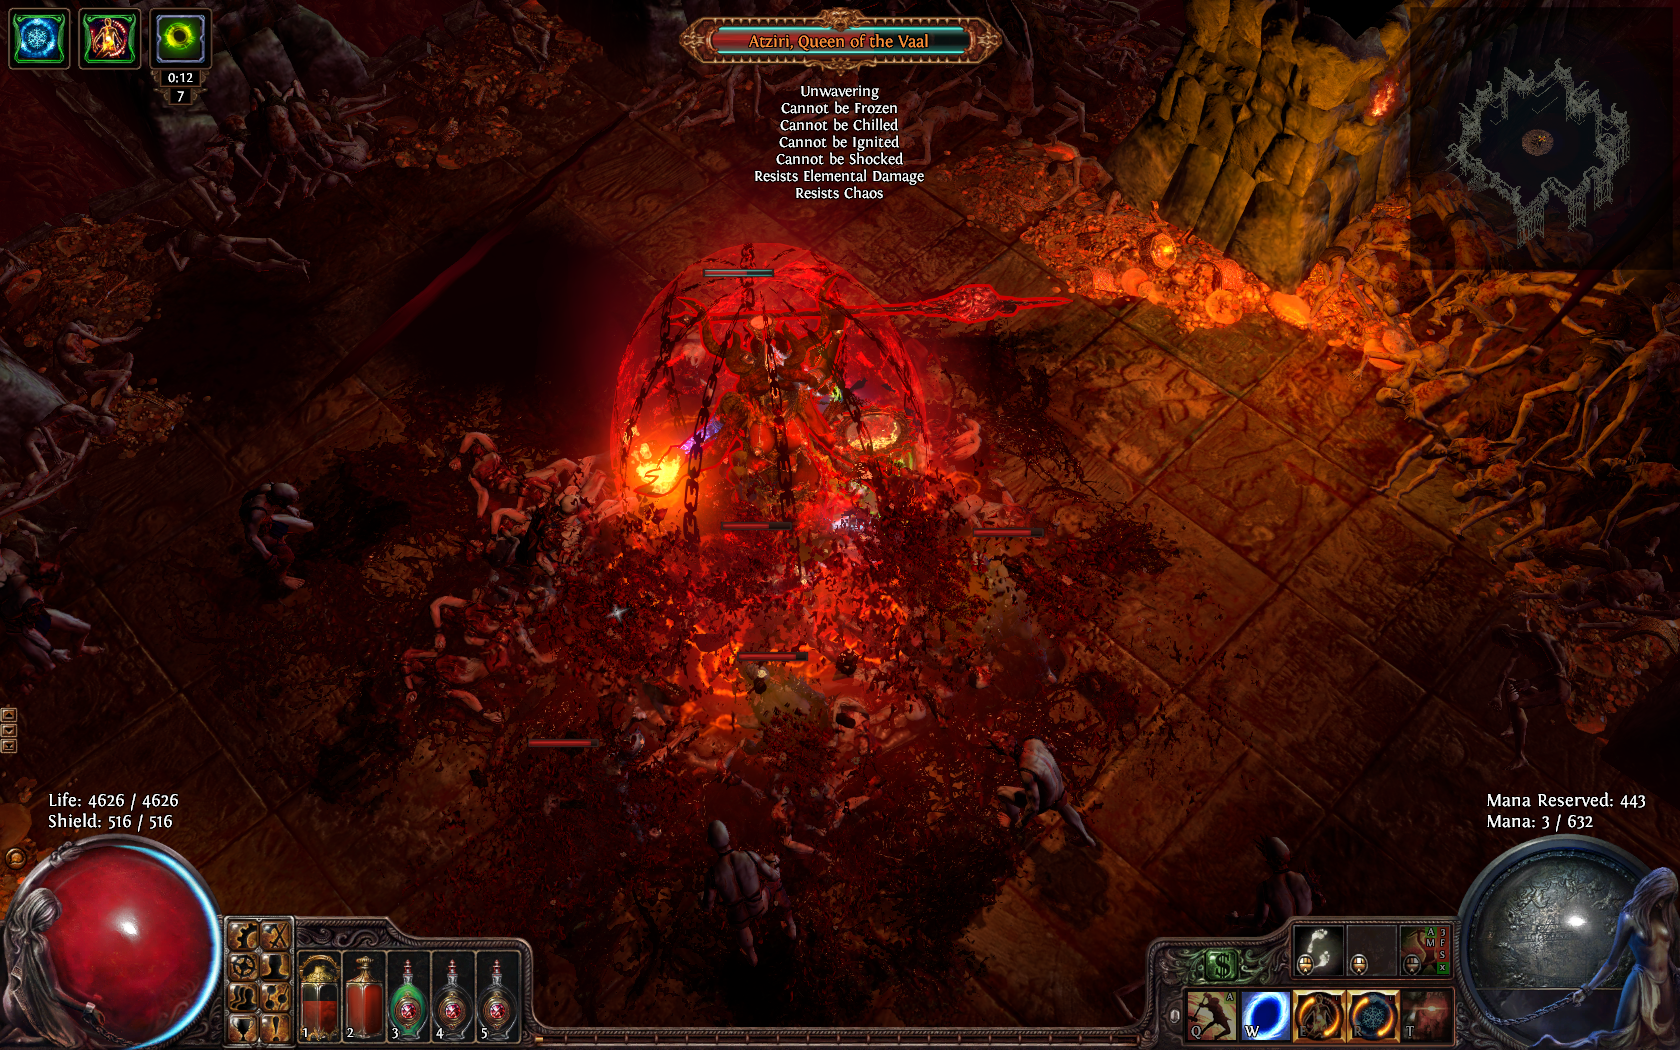 0:12
7
Atziri, Queen of the Vaal
Unwavering
Cannot be Frozen
Cannot be Chilled
Cannot be Ignited
Cannot be Shocked
Resists Elemental Damage
Resists Chaos
Life: 4626 / 4626
Shield: 516 / 516
Mana Reserved: 443
Mana: 3 / 632
A 3
M F
S
X
1 2 3 4 5
Q A W R T